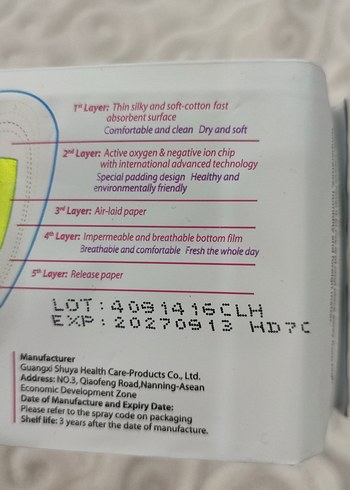 1st Layer: Thin silky and soft-cotton fast
absorbent surface
Comfortable and clean Dry and soft
2nd Layer: Active oxygen & negative ion chip
with international advanced technology
Special padding design Healthy and
environmentally friendly
3rd Layer: Air-laid paper
4th Layer: Impermeable and breathable bottom film
Breathable and comfortable Fresh the whole day
5th Layer: Release paper
LOT:4091416CLH
EXP:20270913 HD7C
Manufacturer
Guangxi Shuya Health Care-Products Co., Ltd.
Address: NO.3, Qiaofeng Road,Nanning-Asean
Economic Development Zone
Date of Manufacture and Expiry Date:
Please refer to the spray code on packaging
Shelf life: 3 years after the date of manufacture.